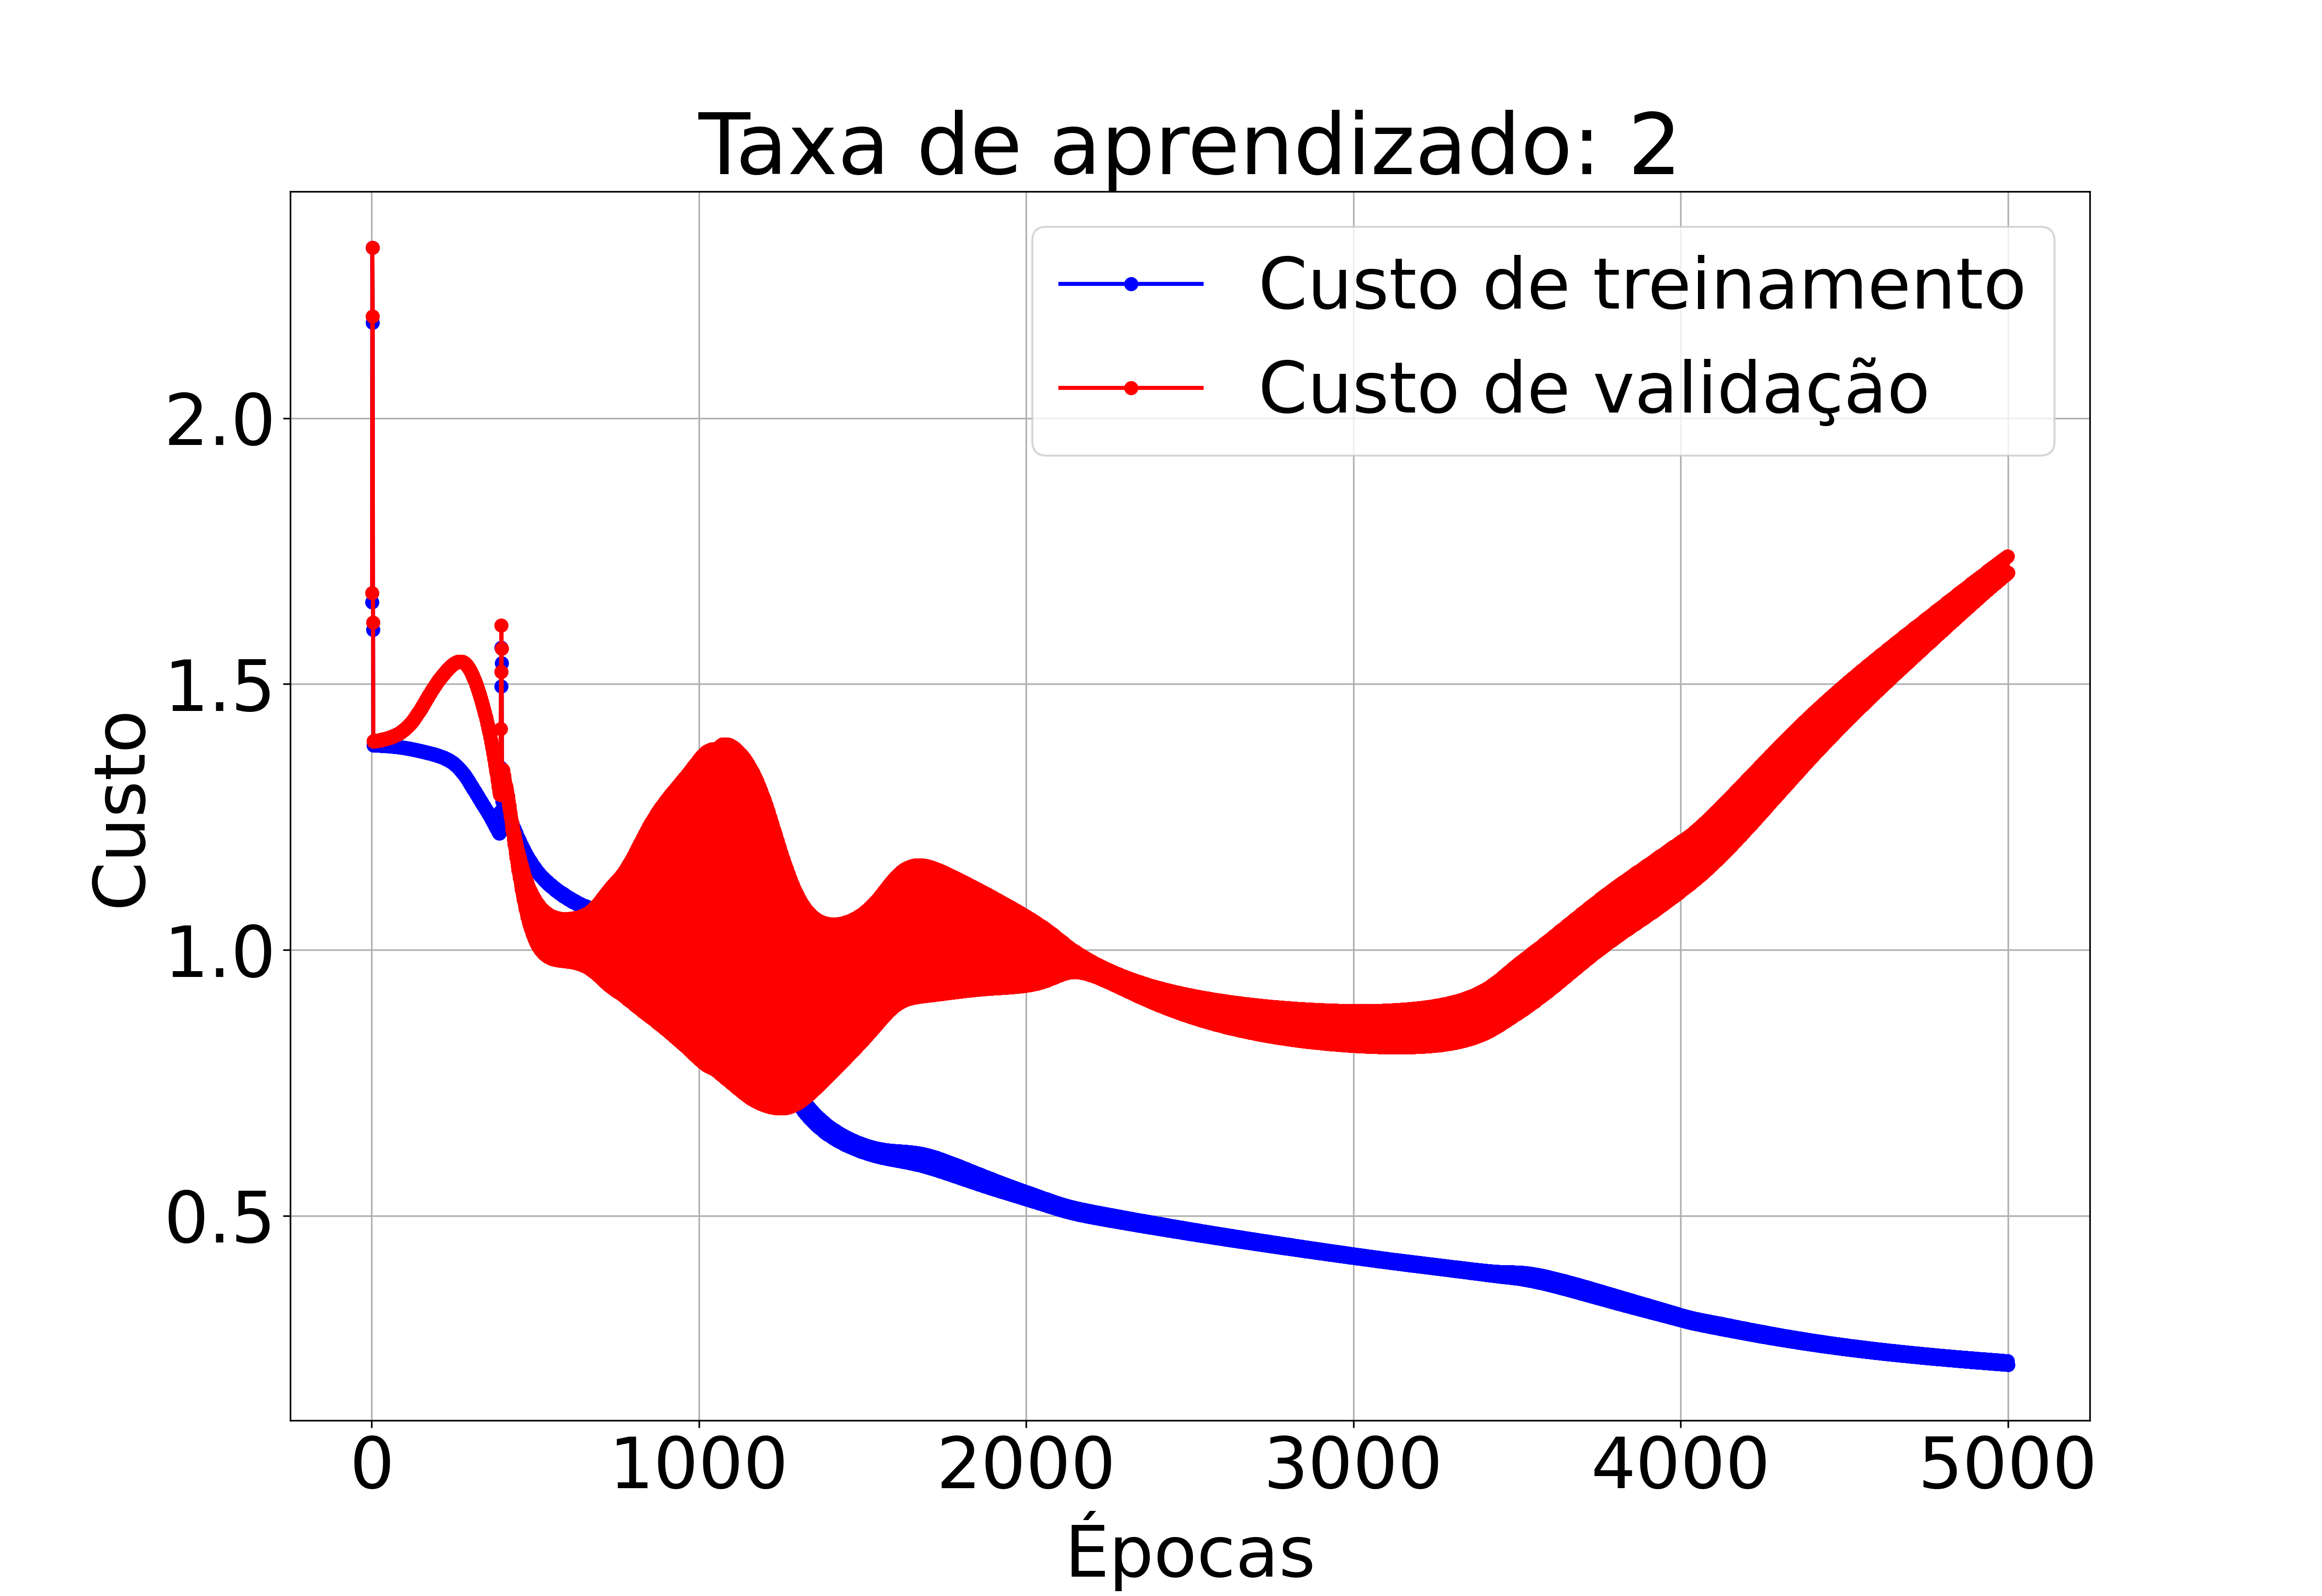 Taxa de aprendizado: 2
Custo de treinamento
Custo de validação
2.0
1.5
1.0
0.5
Custo
0 1000 2000 3000 4000 5000
Épocas